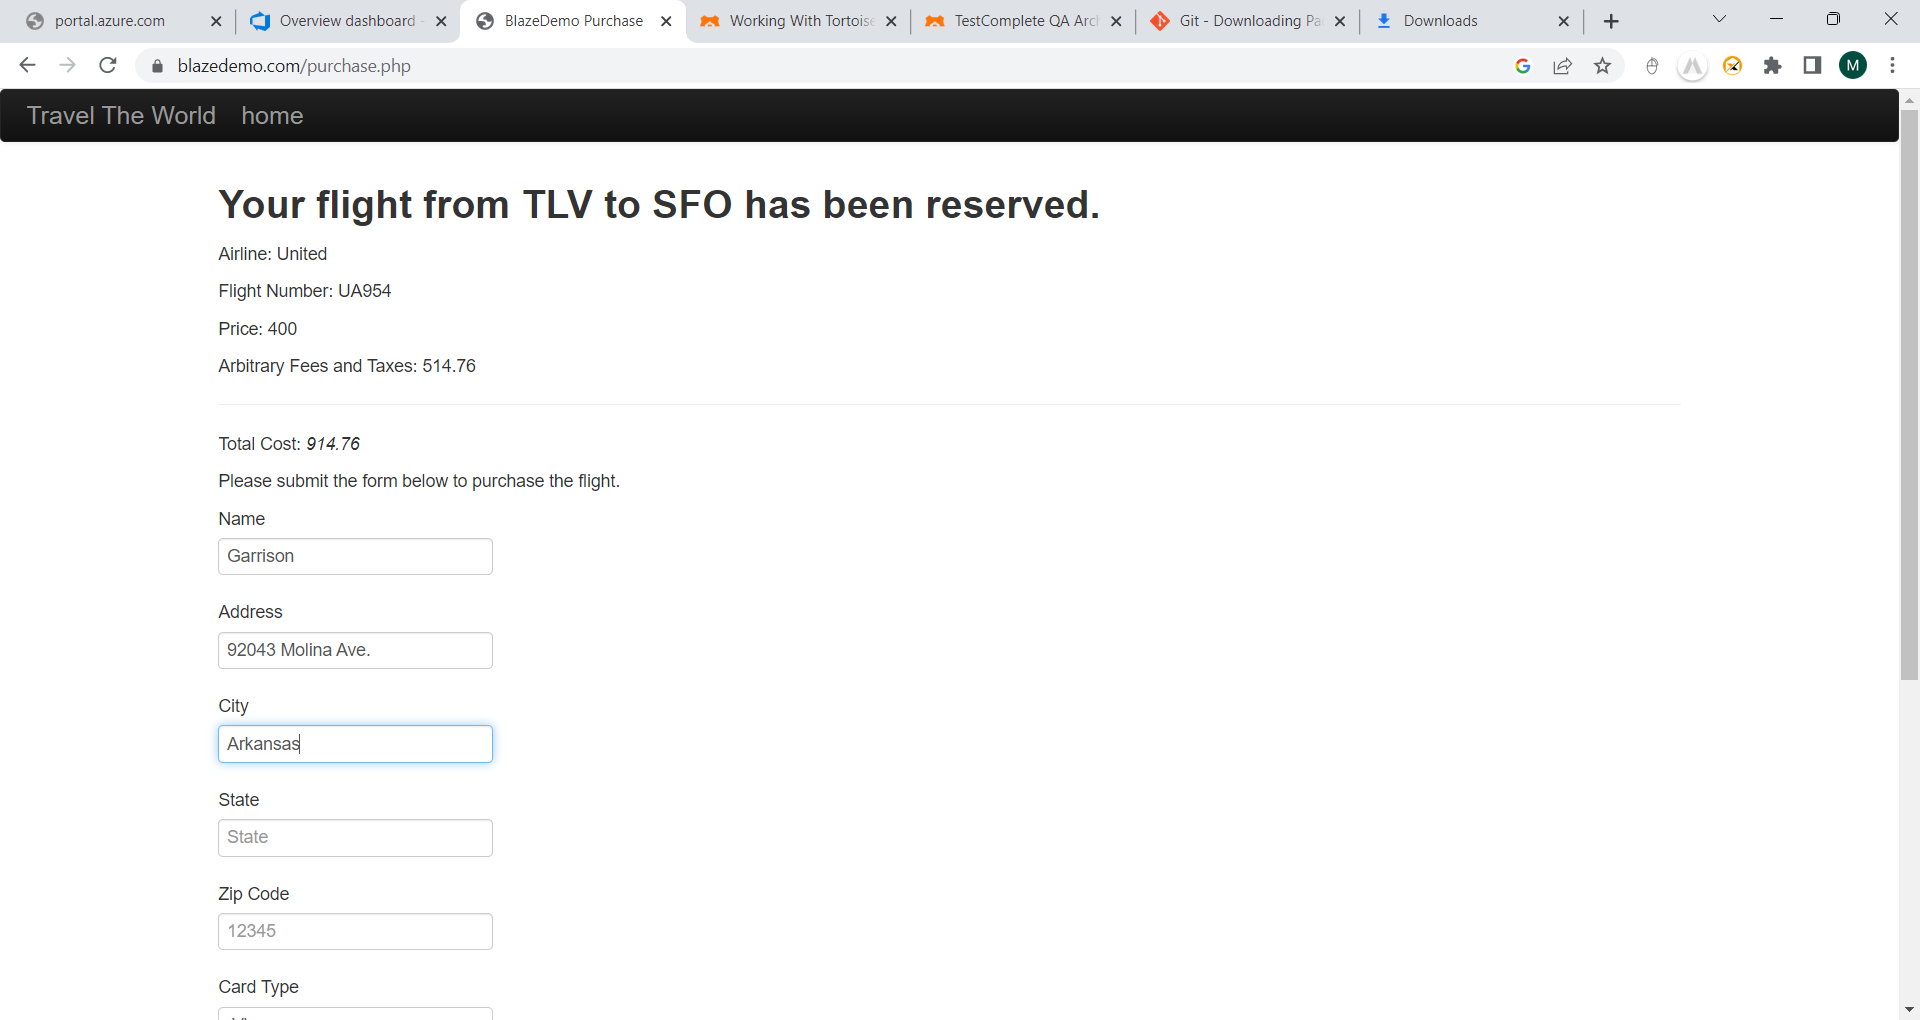 portal.azure.com
Overview dashboard
BlazeDemo Purchase
Working With Tortoise
TestComplete QA Arc
Git - Downloading Pa
Downloads
blazedemo.com/purchase.php
M
Travel The World home
Your flight from TLV to SFO has been reserved.
Airline: United
Flight Number: UA954
Price: 400
Arbitrary Fees and Taxes: 514.76
Total Cost: 914.76
Please submit the form below to purchase the flight.
Name
Garrison
Address
92043 Molina Ave.
City
Arkansas
State
State
Zip Code
12345
Card Type